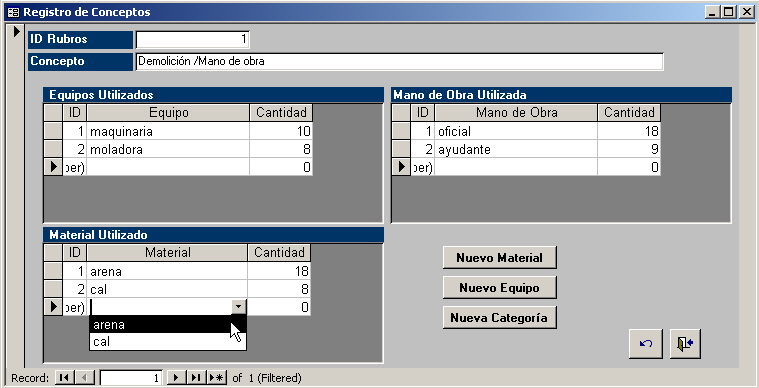 Registro de Conceptos
ID Rubros 1
Concepto Demolición /Mano de obra
Equipos Utilizados
ID Equipo Cantidad
1 maquinaria 10
2 moladora 8
ber) 0
Mano de Obra Utilizada
ID Mano de Obra Cantidad
1 oficial 18
2 ayudante 9
ber) 0
Material Utilizado
ID Material Cantidad
1 arena 18
2 cal 8
ber) 0
arena
cal
Nuevo Material
Nuevo Equipo
Nueva Categoría
Record: 1 of 1 (Filtered)